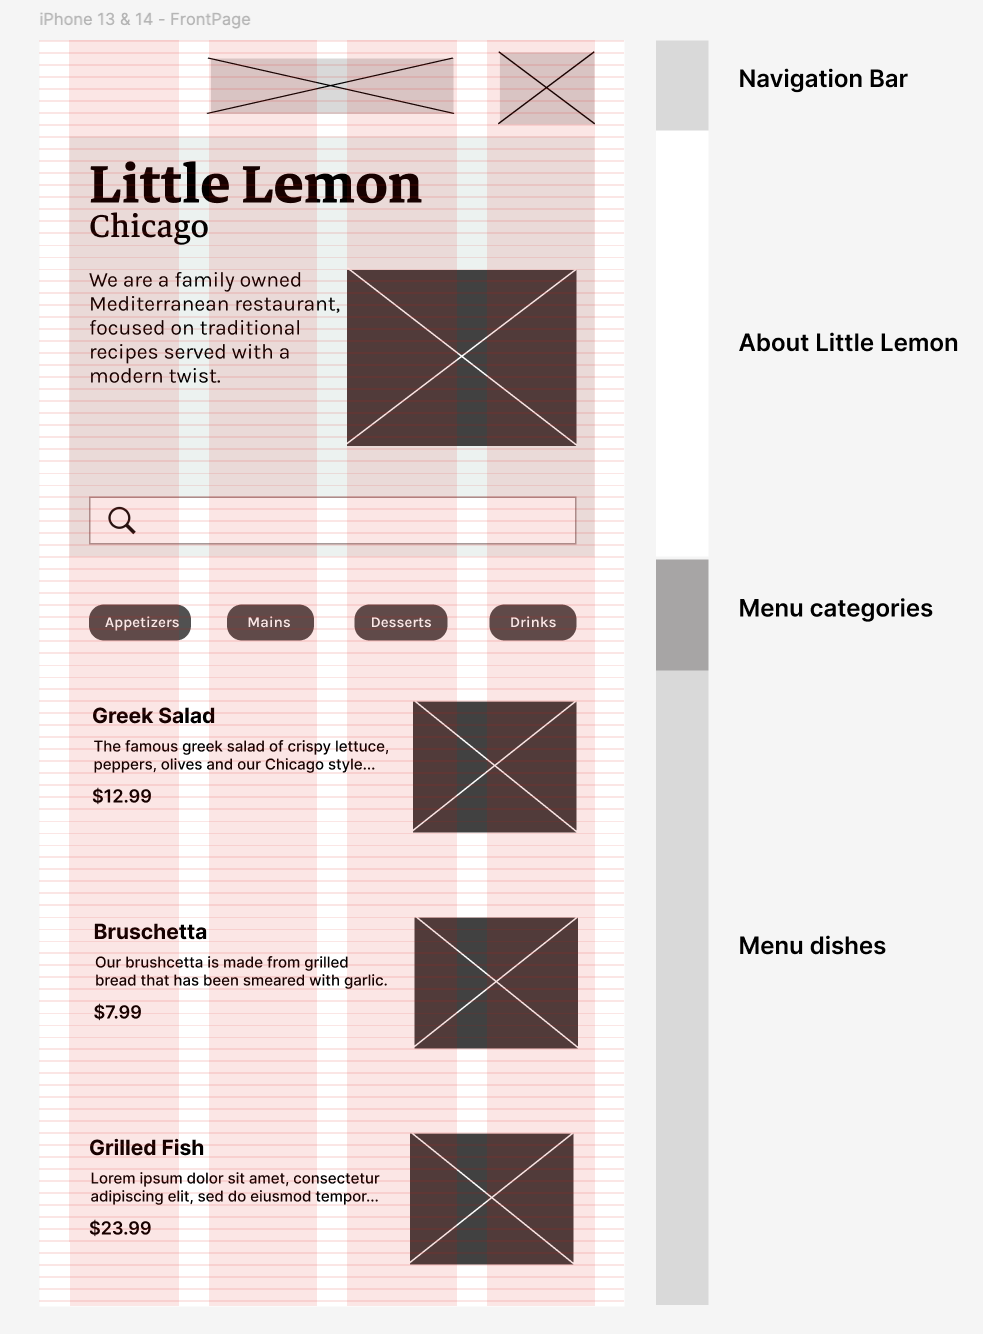 iPhone 13 & 14 - FrontPage
Navigation Bar
Little Lemon
Chicago
We are a family owned
Mediterranean restaurant,
focused on traditional
recipes served with a
modern twist.
About Little Lemon
Appetizers
Mains
Desserts
Drinks
Menu categories
Greek Salad
The famous greek salad of crispy lettuce,
peppers, olives and our Chicago style...
$12.99
Bruschetta
Our brushcetta is made from grilled
bread that has been smeared with garlic.
$7.99
Menu dishes
Grilled Fish
Lorem ipsum dolor sit amet, consectetur
adipiscing elit, sed do eiusmod tempor...
$23.99